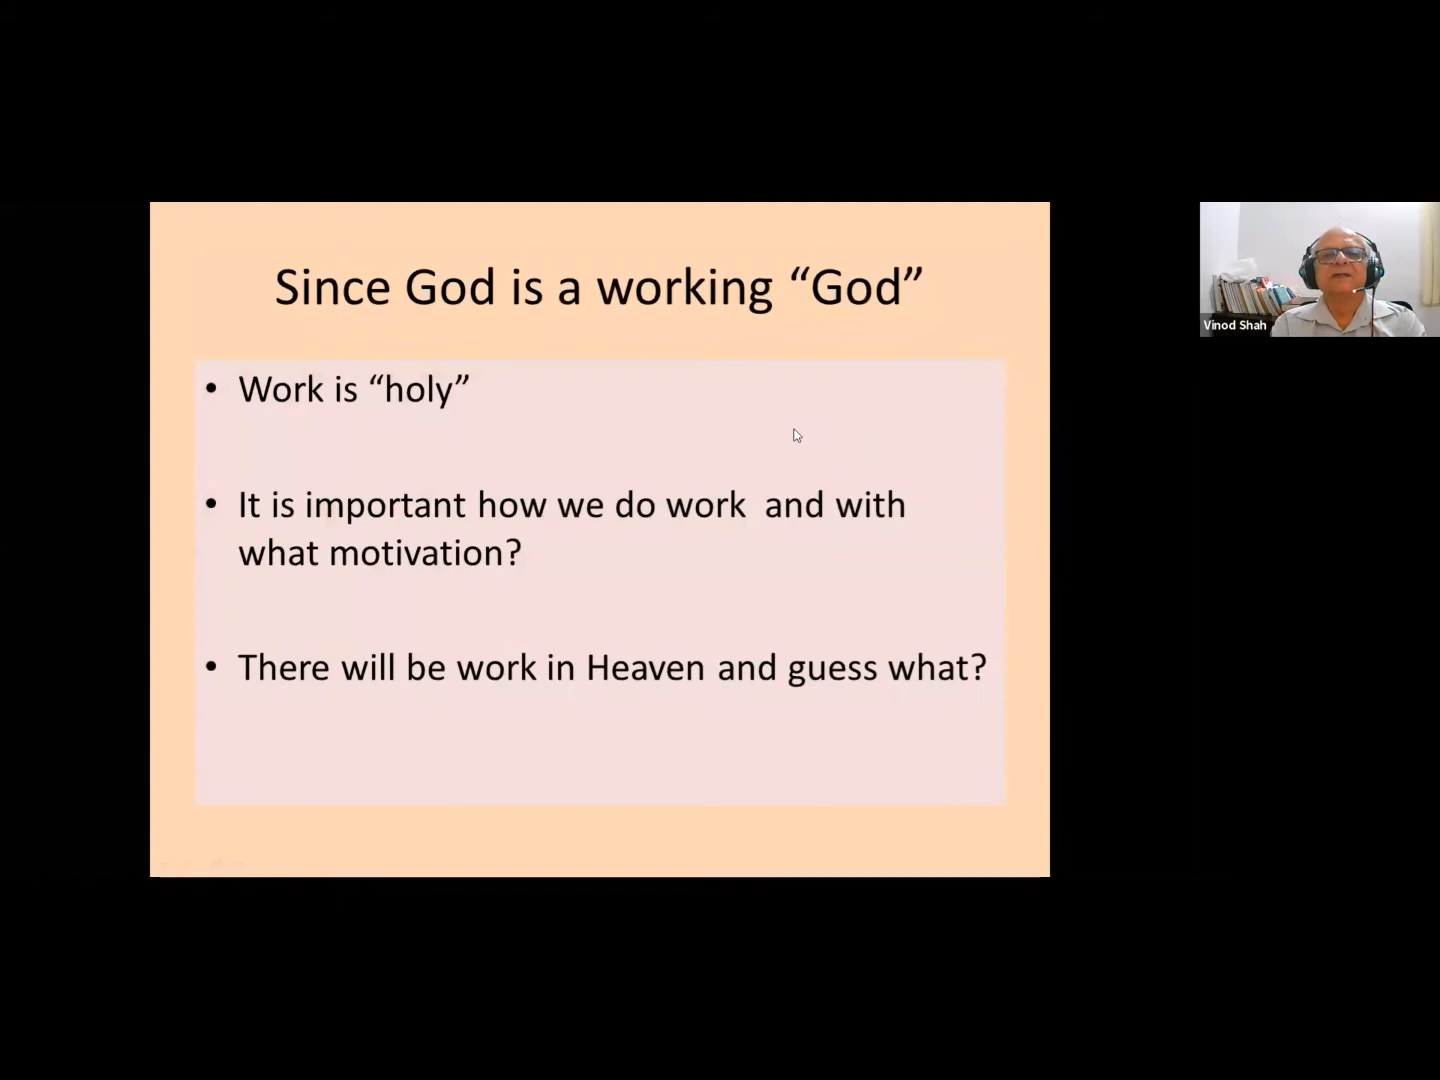 Since God is a working “God”
• Work is “holy”
• It is important how we do work  and with
what motivation?
• There will be work in Heaven and guess what?
Vinod Shah